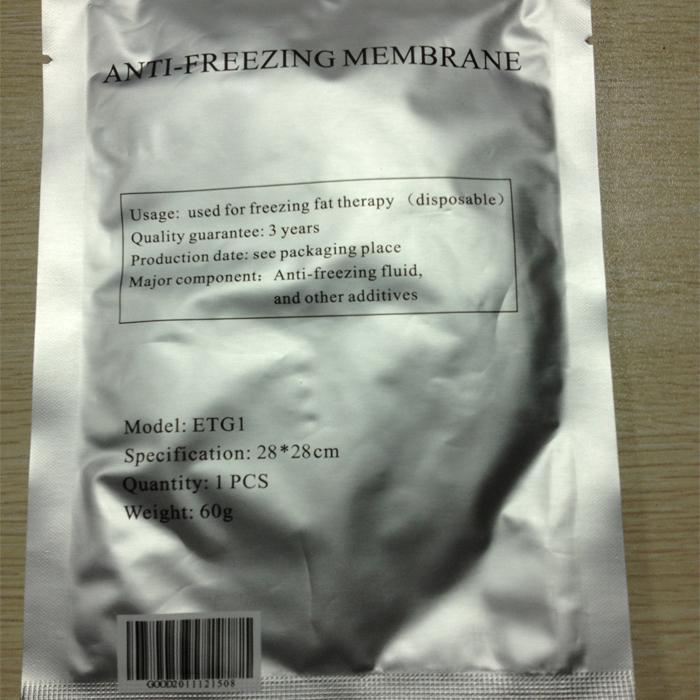 ANTI-FREEZING MEMBRANE
Usage: used for freezing fat therapy （disposable）
Quality guarantee: 3 years
Production date: see packaging place
Major component: Anti-freezing fluid,
and other additives
Model: ETG1
Specification: 28*28cm
Quantity: 1 PCS
Weight: 60g
GOOD2011121508